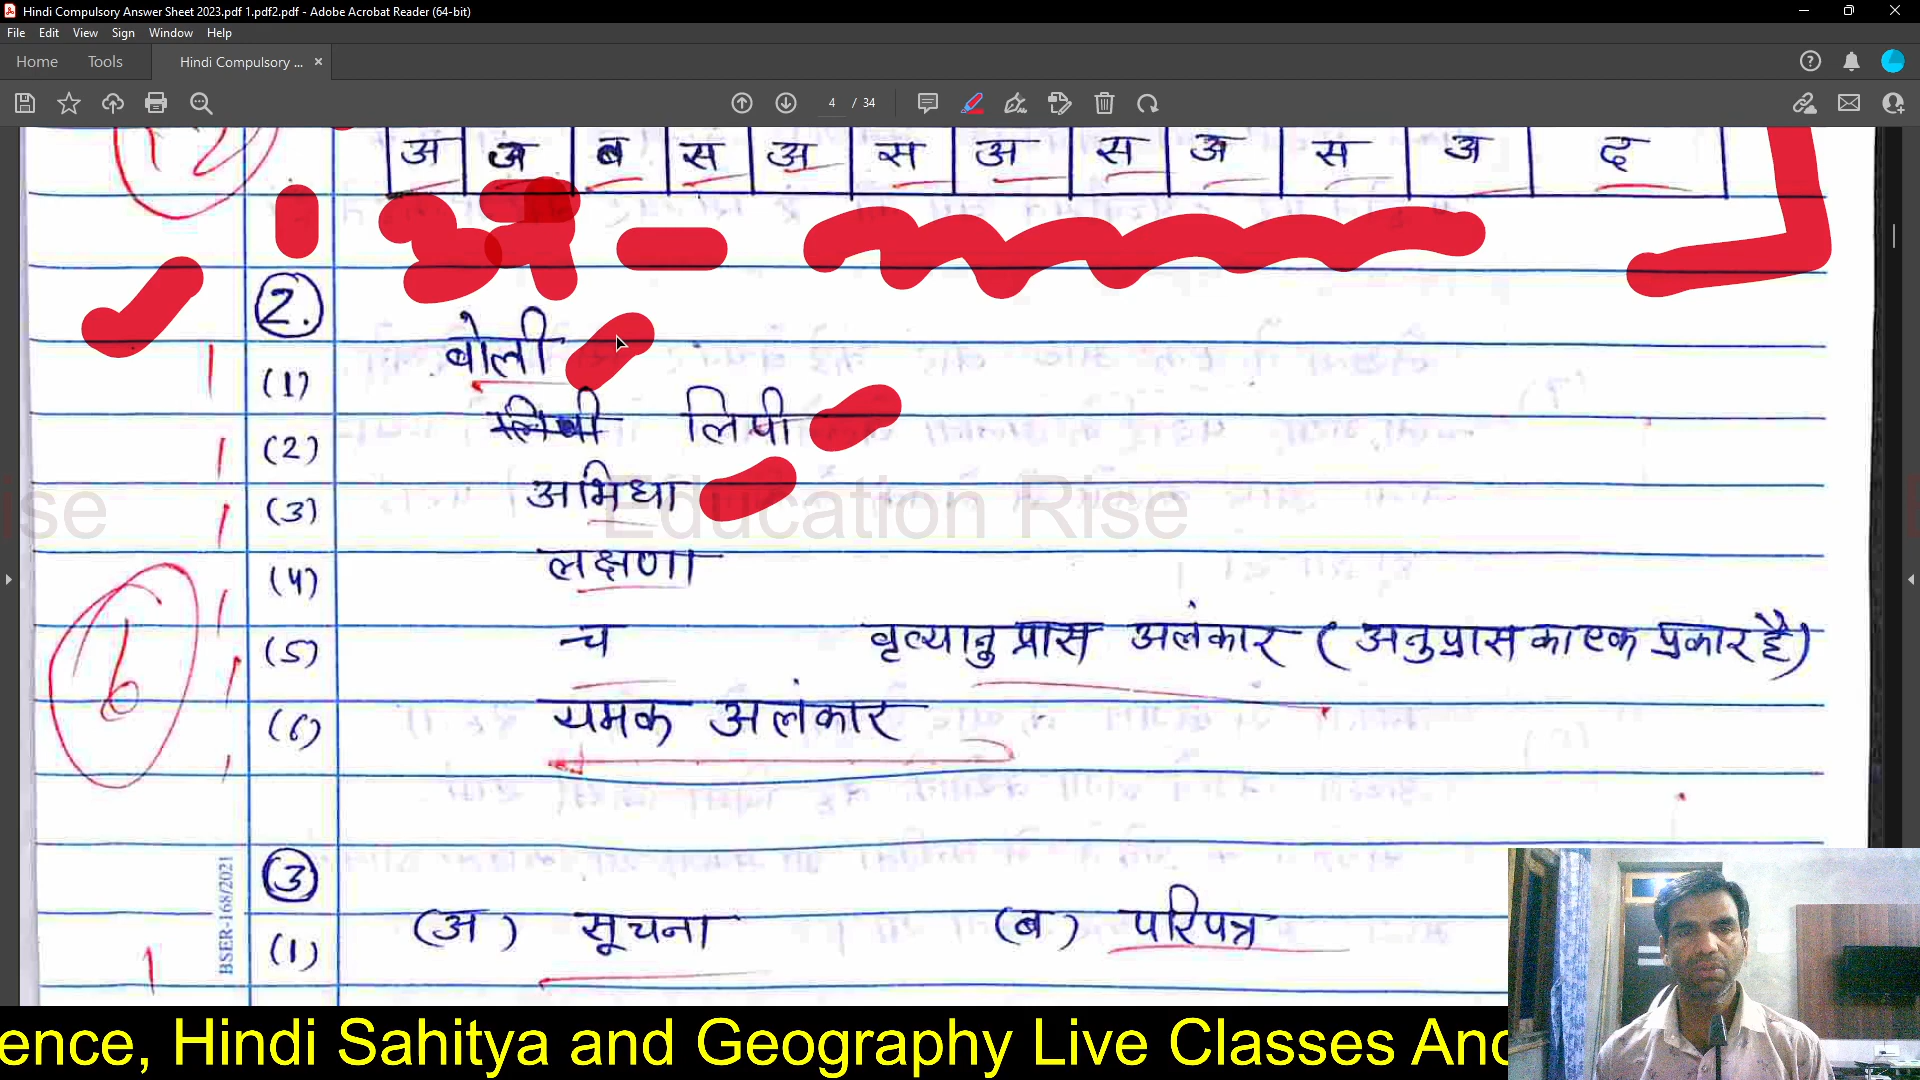 Hindi Compulsory Answer Sheet 2023.pdf 1.pdf2.pdf - Adobe Acrobat Reader (64-bit)
File Edit View Sign Window Help
Home Tools Hindi Compulsory ... ×
4 / 34
अ अ ब स अ स अ स अ स अ द
2.
(1) बोली
(2) लिपी लिपी
(3) अभिधा
Education Rise
(4) लक्षणा
(5) च वृत्यानुप्रास अलंकार ( अनुप्रास का एक प्रकार है)
(6) यमक अलंकार
6
3
(1) (अ) सूचना (ब) परिपत्र
BSER-168/2021
ence, Hindi Sahitya and Geography Live Classes And